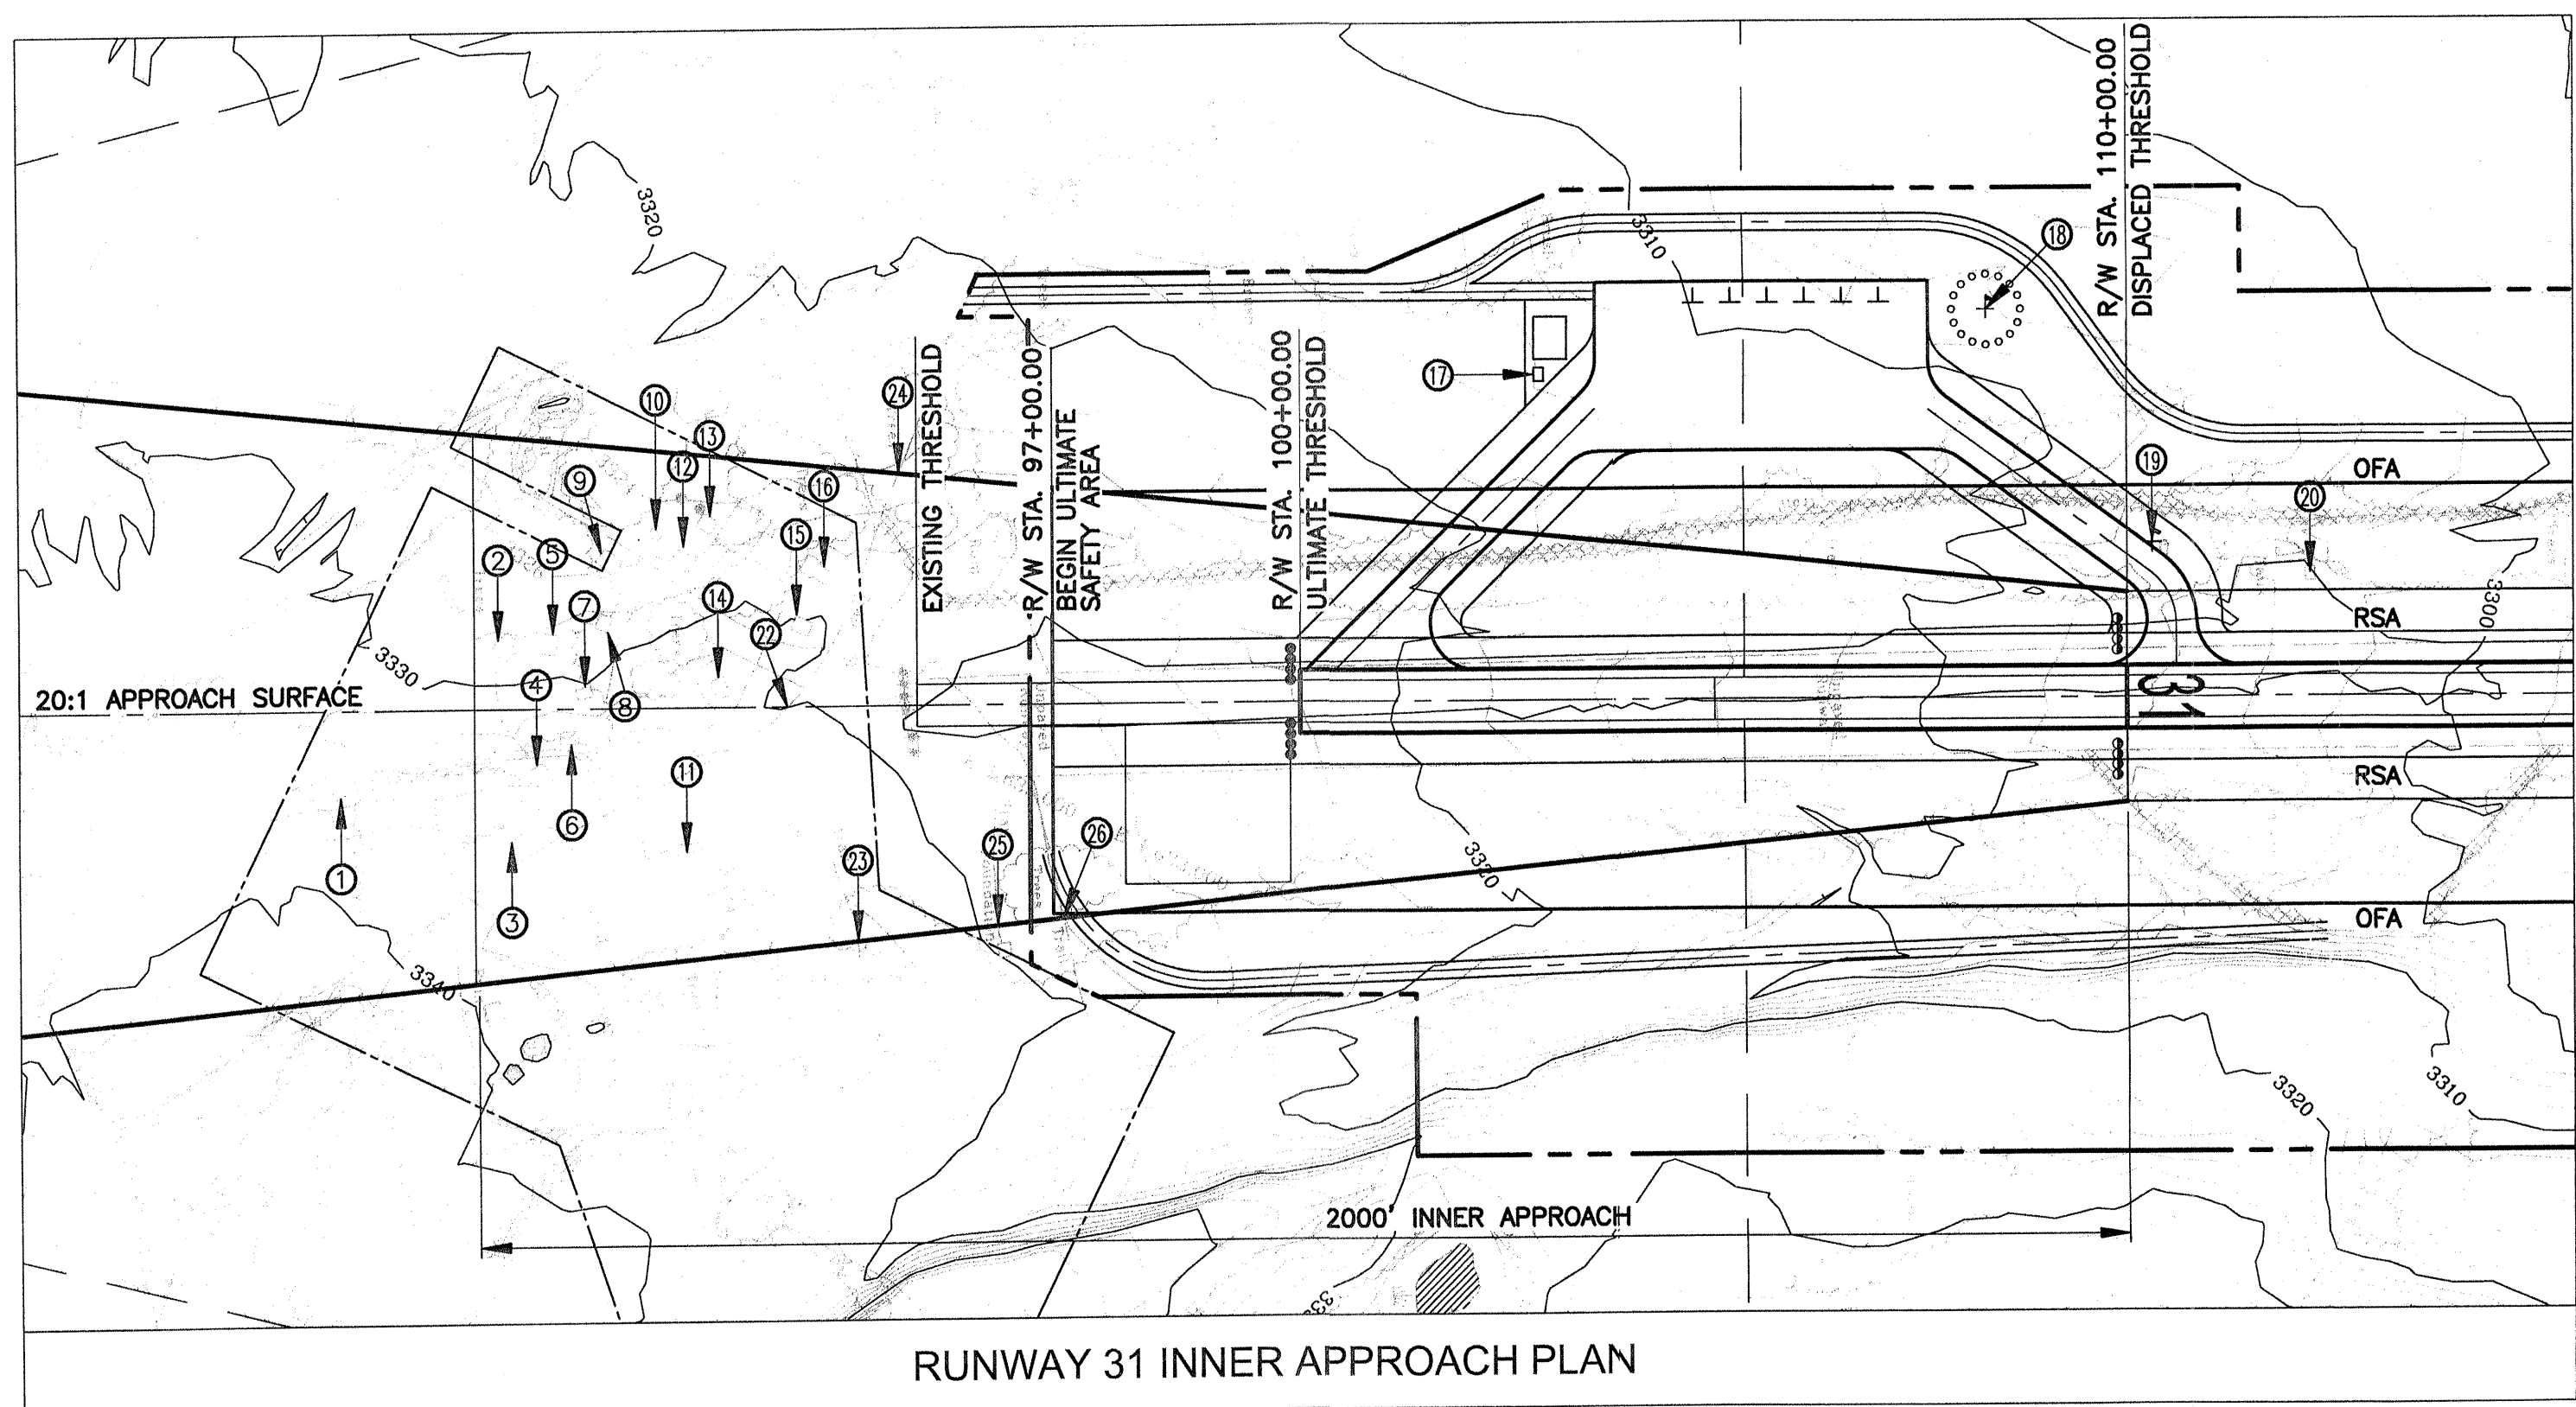 R/W STA. 110+00.00
DISPLACED THRESHOLD
3320
3310
18
EXISTING THRESHOLD
R/W STA. 97+00.00
BEGIN ULTIMATE
SAFETY AREA
R/W STA. 100+00.00
ULTIMATE THRESHOLD
17
24
10
13
12
9
16
19
20
OFA
2
5
15
7
14
22
RSA
3300
3330
20:1 APPROACH SURFACE
4
8
31
11
6
RSA
1
3
23
25
26
3320
OFA
3340
3310
3320
2000' INNER APPROACH
RUNWAY 31 INNER APPROACH PLAN